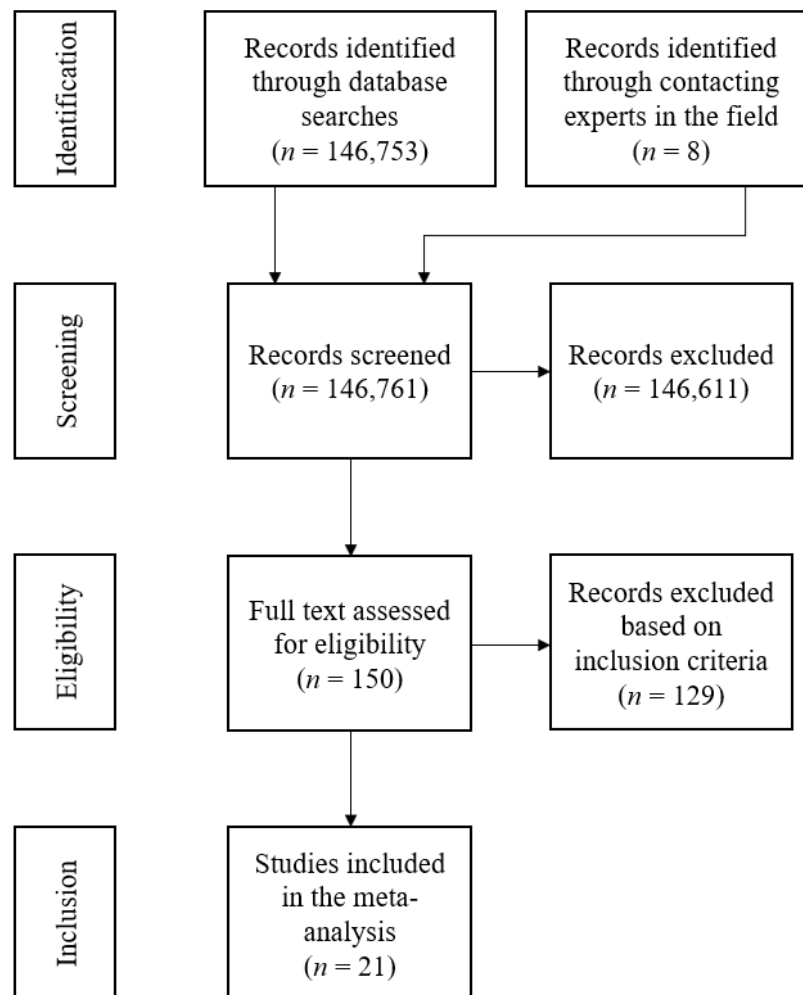 Identification
Records identified
through database
searches
(n = 146,753)
Records identified
through contacting
experts in the field
(n = 8)
Screening
Records screened
(n = 146,761)
Records excluded
(n = 146,611)
Eligibility
Full text assessed
for eligibility
(n = 150)
Records excluded
based on
inclusion criteria
(n = 129)
Inclusion
Studies included
in the meta-
analysis
(n = 21)